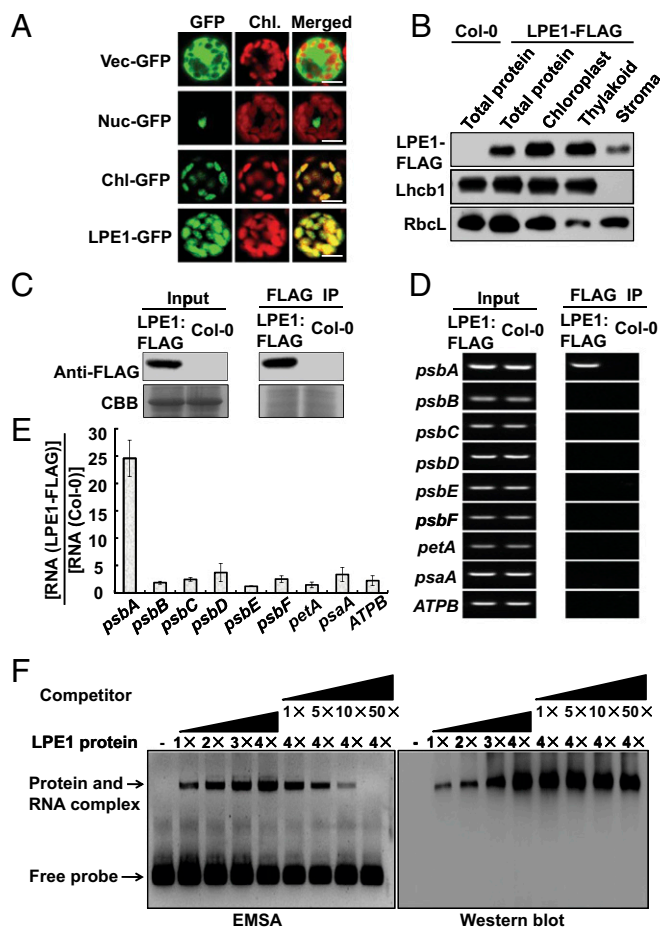 A
GFP Chl. Merged
Vec-GFP
Nuc-GFP
Chl-GFP
LPE1-GFP
B
Col-0 LPE1-FLAG
Total protein Total protein Chloroplast Thylakoid Stroma
LPE1-
FLAG
Lhcb1
RbcL
C
Input FLAG IP
LPE1:
FLAG Col-0 LPE1:
FLAG Col-0
Anti-FLAG
CBB
D
Input FLAG IP
LPE1:
FLAG Col-0 LPE1:
FLAG Col-0
psbA
psbB
psbC
psbD
psbE
psbF
petA
psaA
ATPB
E
[RNA (LPE1-FLAG)]
[RNA (Col-0)]
30
25
20
15
10
5
0
psbA psbB psbC psbD psbE psbF petA psaA ATPB
F
Competitor
1× 5× 10× 50× 1× 5× 10× 50×
LPE1 protein - 1× 2× 3× 4× 4× 4× 4× 4× - 1× 2× 3× 4× 4× 4× 4× 4×
Protein and
RNA complex
Free probe
EMSA Western blot